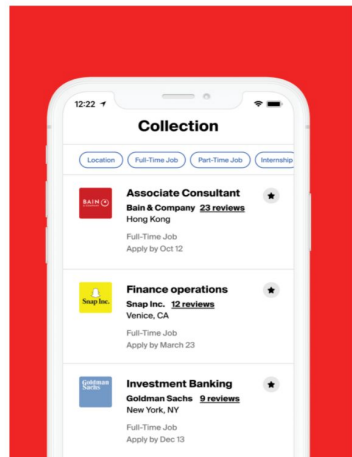 12:22
Collection
Location Full-Time Job Part-Time Job Internship
Associate Consultant
BAIN
Bain & Company 23 reviews
Hong Kong
Full-Time Job
Apply by Oct 12
Finance operations
Snap Inc.
Snap Inc. 12 reviews
Venice, CA
Full-Time Job
Apply by March 23
Goldman
Sachs
Investment Banking
Goldman Sachs 9 reviews
New York, NY
Full-Time Job
Apply by Dec 13